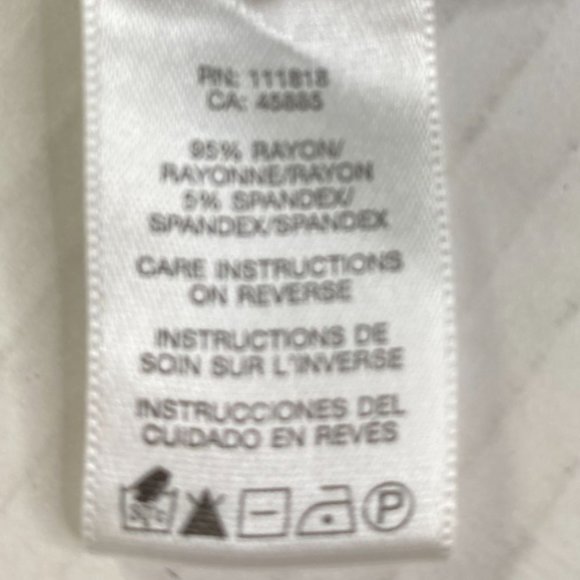 RN: 111818
CA: 45885
95% RAYON/
RAYONNE/RAYON
5% SPANDEX/
SPANDEX/SPANDEX
CARE INSTRUCTIONS
ON REVERSE
INSTRUCTIONS DE
SOIN SUR L'INVERSE
INSTRUCCIONES DEL
CUIDADO EN REVÉS
P